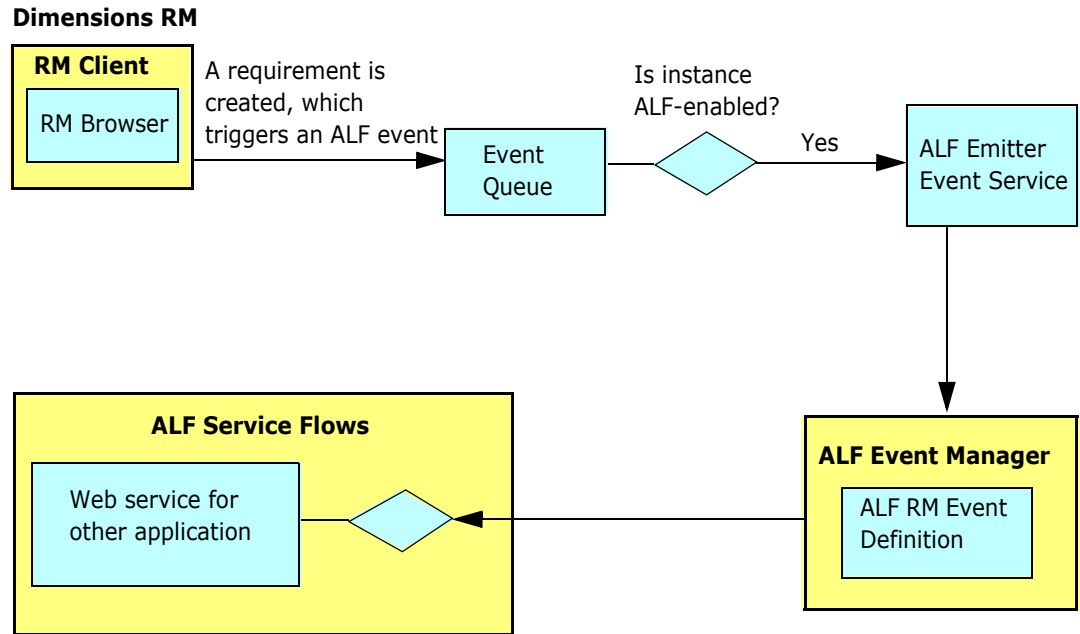 Dimensions RM
RM Client
RM Browser
A requirement is
created, which
triggers an ALF event
Event
Queue
Is instance
ALF-enabled?
Yes
ALF Emitter
Event Service
ALF Service Flows
Web service for
other application
ALF Event Manager
ALF RM Event
Definition